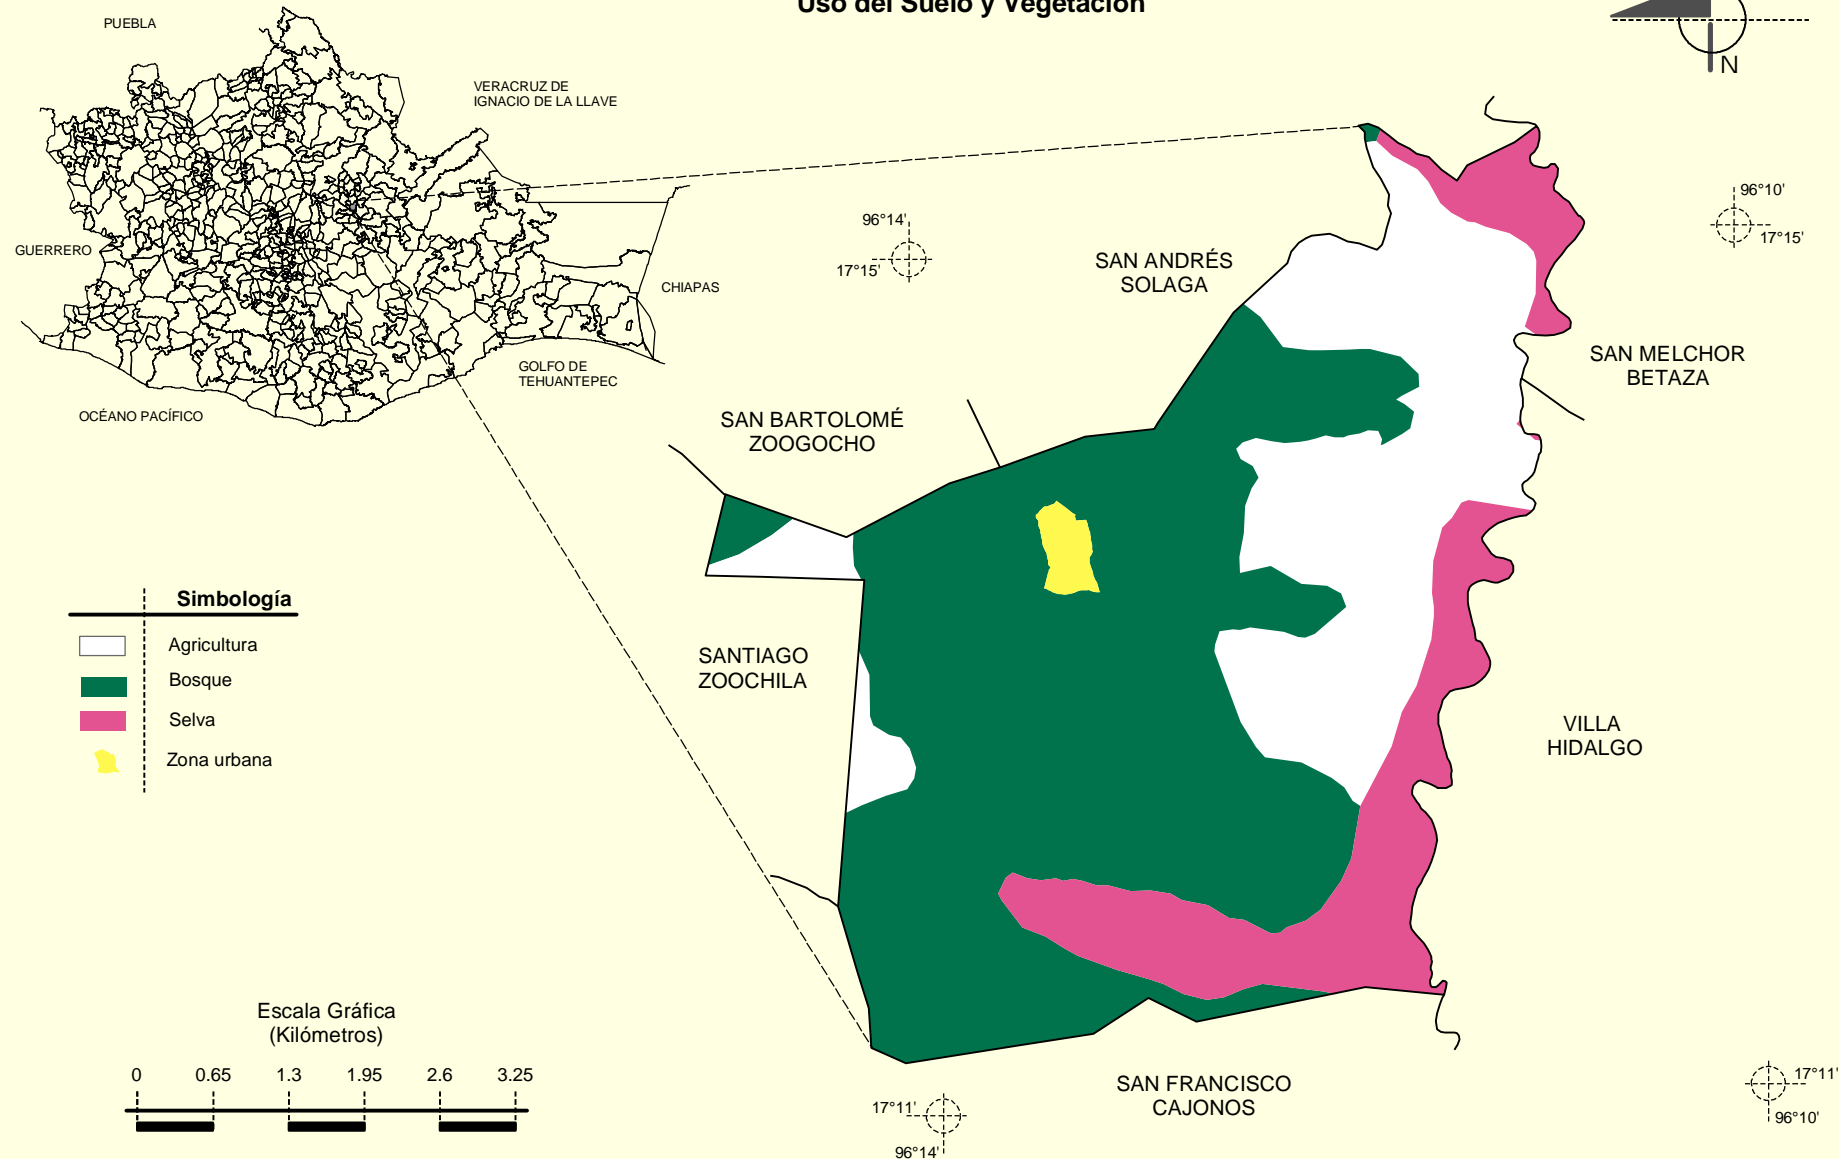 Uso del Suelo y Vegetación
N
PUEBLA
VERACRUZ DE
IGNACIO DE LA LLAVE
GUERRERO
CHIAPAS
GOLFO DE
TEHUANTEPEC
OCÉANO PACÍFICO
96°14'
17°15'
96°10'
17°15'
SAN ANDRÉS
SOLAGA
SAN MELCHOR
BETAZA
SAN BARTOLOMÉ
ZOOGOCHO
SANTIAGO
ZOOCHILA
VILLA
HIDALGO
SAN FRANCISCO
CAJONOS
Simbología
Agricultura
Bosque
Selva
Zona urbana
Escala Gráfica
(Kilómetros)
0 0.65 1.3 1.95 2.6 3.25
17°11'
96°14'
17°11'
96°10'